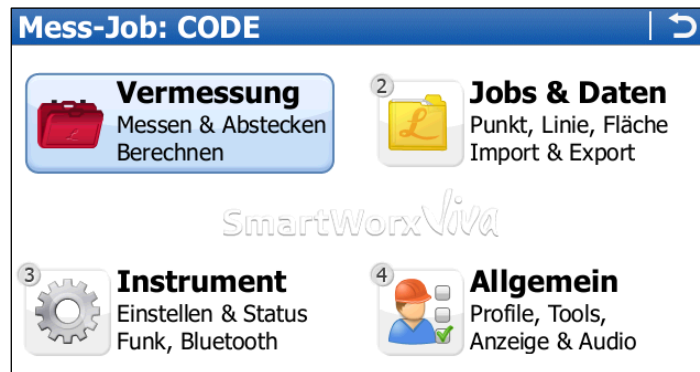 Mess-Job: CODE
Vermessung
Messen & Abstecken
Berechnen
2
Jobs & Daten
Punkt, Linie, Fläche
Import & Export
SmartWorx Viva
3
Instrument
Einstellen & Status
Funk, Bluetooth
4
Allgemein
Profile, Tools,
Anzeige & Audio